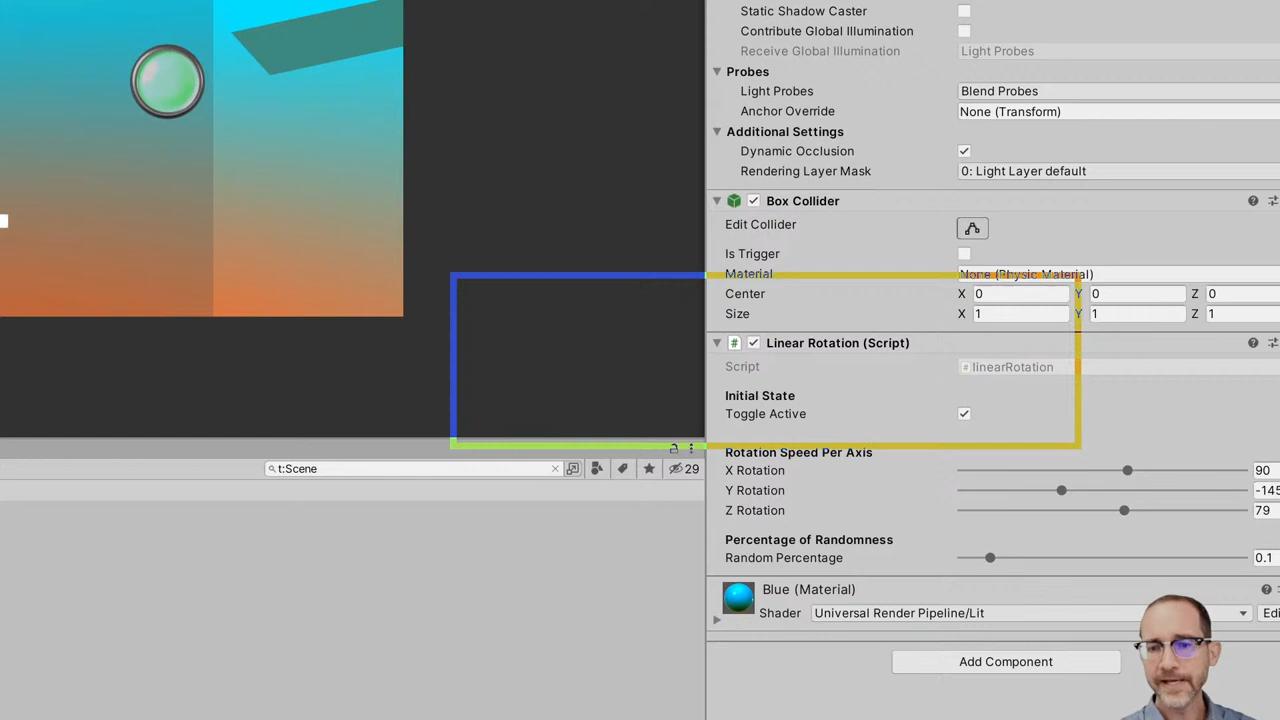 Static Shadow Caster
Contribute Global Illumination
Receive Global Illumination Light Probes
Probes
Light Probes Blend Probes
Anchor Override None (Transform)
Additional Settings
Dynamic Occlusion
Rendering Layer Mask 0: Light Layer default
Box Collider
Edit Collider
Is Trigger
Material None (Physic Material)
Center X 0 Y 0 Z 0
Size X 1 Y 1 Z 1
# Linear Rotation (Script)
Script # linearRotation
Initial State
Toggle Active
t:Scene 29
Rotation Speed Per Axis
X Rotation 90
Y Rotation -145
Z Rotation 79
Percentage of Randomness
Random Percentage 0.1
Blue (Material)
Shader Universal Render Pipeline/Lit Edi
Add Component